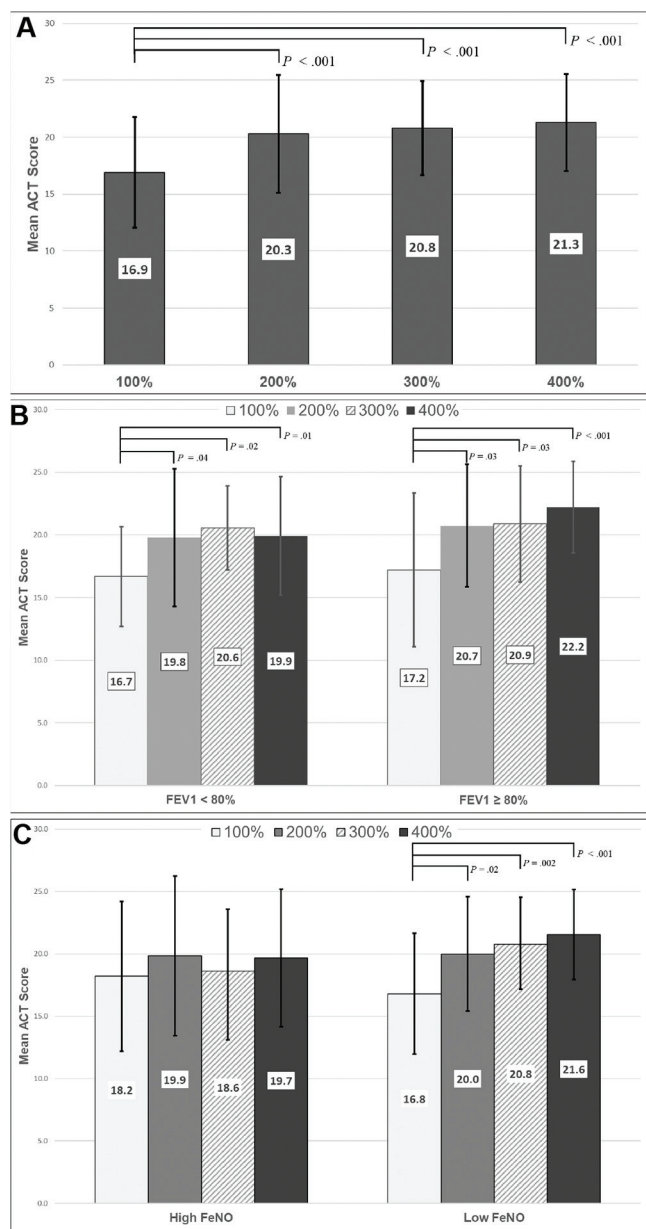 A
Mean ACT Score
30
25
20
15
10
5
0
P < .001
P < .001
P < .001
16.9
20.3
20.8
21.3
100%
200%
300%
400%
B
100% 200% 300% 400%
Mean ACT Score
30.0
25.0
20.0
15.0
10.0
5.0
0.0
P = .04
P = .02
P = .01
P = .03
P = .03
P < .001
16.7
19.8
20.6
19.9
17.2
20.7
20.9
22.2
FEV1 < 80%
FEV1 ≥ 80%
C
100% 200% 300% 400%
Mean ACT Score
30.0
25.0
20.0
15.0
10.0
5.0
0.0
P = .02
P = .002
P < .001
18.2
19.9
18.6
19.7
16.8
20.0
20.8
21.6
High FeNO
Low FeNO